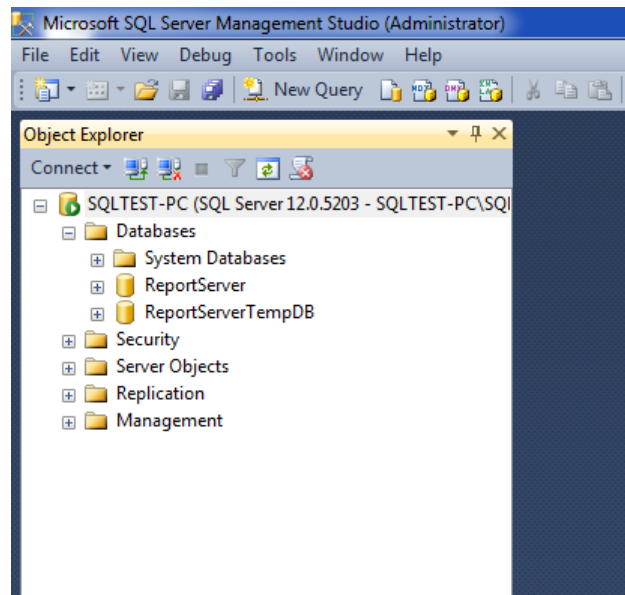 Microsoft SQL Server Management Studio (Administrator)
File Edit View Debug Tools Window Help
New Query
Object Explorer
Connect
SQLTEST-PC (SQL Server 12.0.5203 - SQLTEST-PC\SQ
Databases
System Databases
ReportServer
ReportServerTempDB
Security
Server Objects
Replication
Management